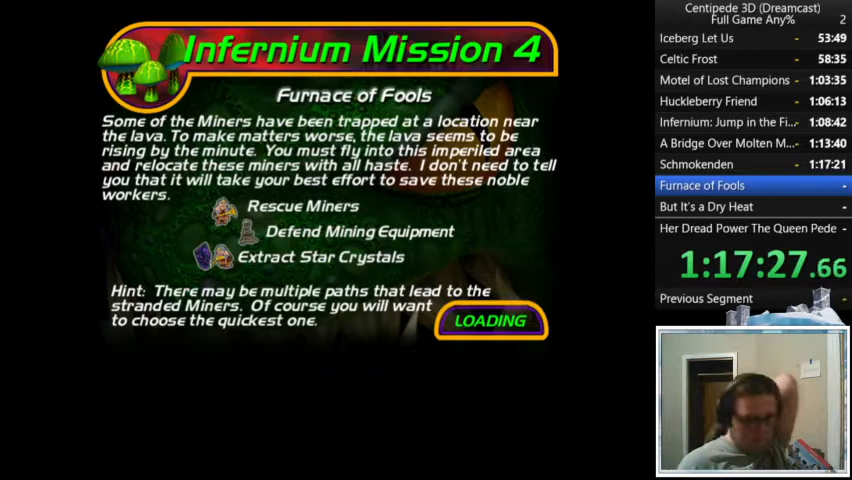 Infernium Mission 4
Furnace of Fools
Some of the Miners have been trapped at a location near
the lava. To make matters worse, the lava seems to be
rising by the minute. You must fly into this imperiled area
and relocate these miners with all haste. I don't need to tell
you that it will take your best effort to save these noble
workers.
Rescue Miners
Defend Mining Equipment
Extract Star Crystals
Hint: There may be multiple paths that lead to the
stranded Miners. Of course you will want
to choose the quickest one.
LOADING
Centipede 3D (Dreamcast)
Full Game Any% 2
Iceberg Let Us - 53:49
Celtic Frost - 58:35
Motel of Lost Champions - 1:03:35
Huckleberry Friend - 1:06:13
Infernium: Jump in the Fi... - 1:08:42
A Bridge Over Molten M... - 1:13:40
Schmokenden - 1:17:21
Furnace of Fools -
But It's a Dry Heat -
Her Dread Power The Queen Pede -
1:17:27.66
Previous Segment -